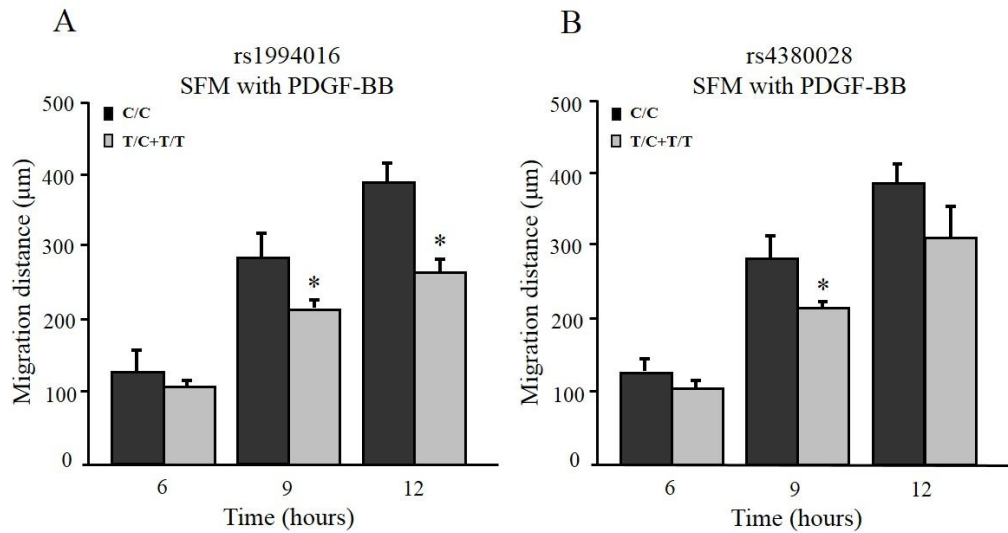 A
rs1994016
SFM with PDGF-BB
C/C
T/C+T/T
Migration distance (μm)
500
400
300
200
100
0
*
*
6 9 12
Time (hours)
B
rs4380028
SFM with PDGF-BB
C/C
T/C+T/T
Migration distance (μm)
500
400
300
200
100
0
*
6 9 12
Time (hours)